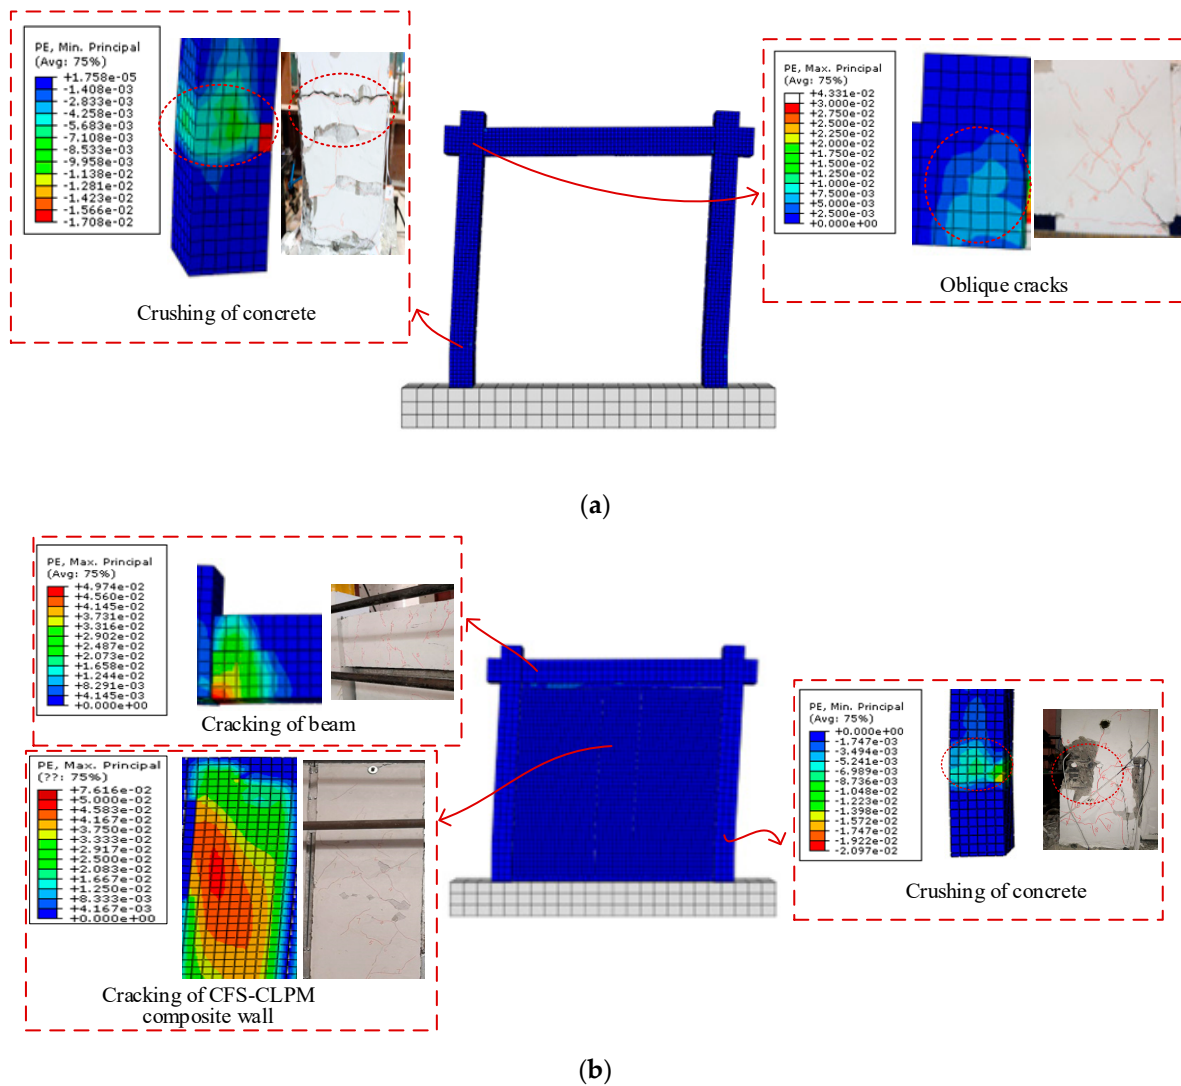 PE, Min. Principal
(Avg: 75%)
+1.758e-05
-1.408e-03
-2.833e-03
-4.258e-03
-5.683e-03
-7.108e-03
-8.533e-03
-9.958e-03
-1.138e-02
-1.281e-02
-1.423e-02
-1.566e-02
-1.708e-02
Crushing of concrete
PE, Max. Principal
(Avg: 75%)
+4.331e-02
+3.000e-02
+2.750e-02
+2.500e-02
+2.250e-02
+2.000e-02
+1.750e-02
+1.500e-02
+1.250e-02
+1.000e-02
+7.500e-03
+5.000e-03
+2.500e-03
+0.000e+00
Oblique cracks
(a)
PE, Max. Principal
(Avg: 75%)
+4.974e-02
+4.560e-02
+4.145e-02
+3.731e-02
+3.316e-02
+2.902e-02
+2.487e-02
+2.073e-02
+1.658e-02
+1.244e-02
+8.291e-03
+4.145e-03
+0.000e+00
Cracking of beam
PE, Max. Principal
(??: 75%)
+7.616e-02
+5.000e-02
+4.583e-02
+4.167e-02
+3.750e-02
+3.333e-02
+2.917e-02
+2.500e-02
+2.083e-02
+1.667e-02
+1.250e-02
+8.333e-03
+4.167e-03
+0.000e+00
Cracking of CFS-CLPM
composite wall
PE, Min. Principal
(Avg: 75%)
+0.000e+00
-1.747e-03
-3.494e-03
-5.241e-03
-6.989e-03
-8.736e-03
-1.048e-02
-1.223e-02
-1.398e-02
-1.572e-02
-1.747e-02
-1.922e-02
-2.097e-02
Crushing of concrete
(b)